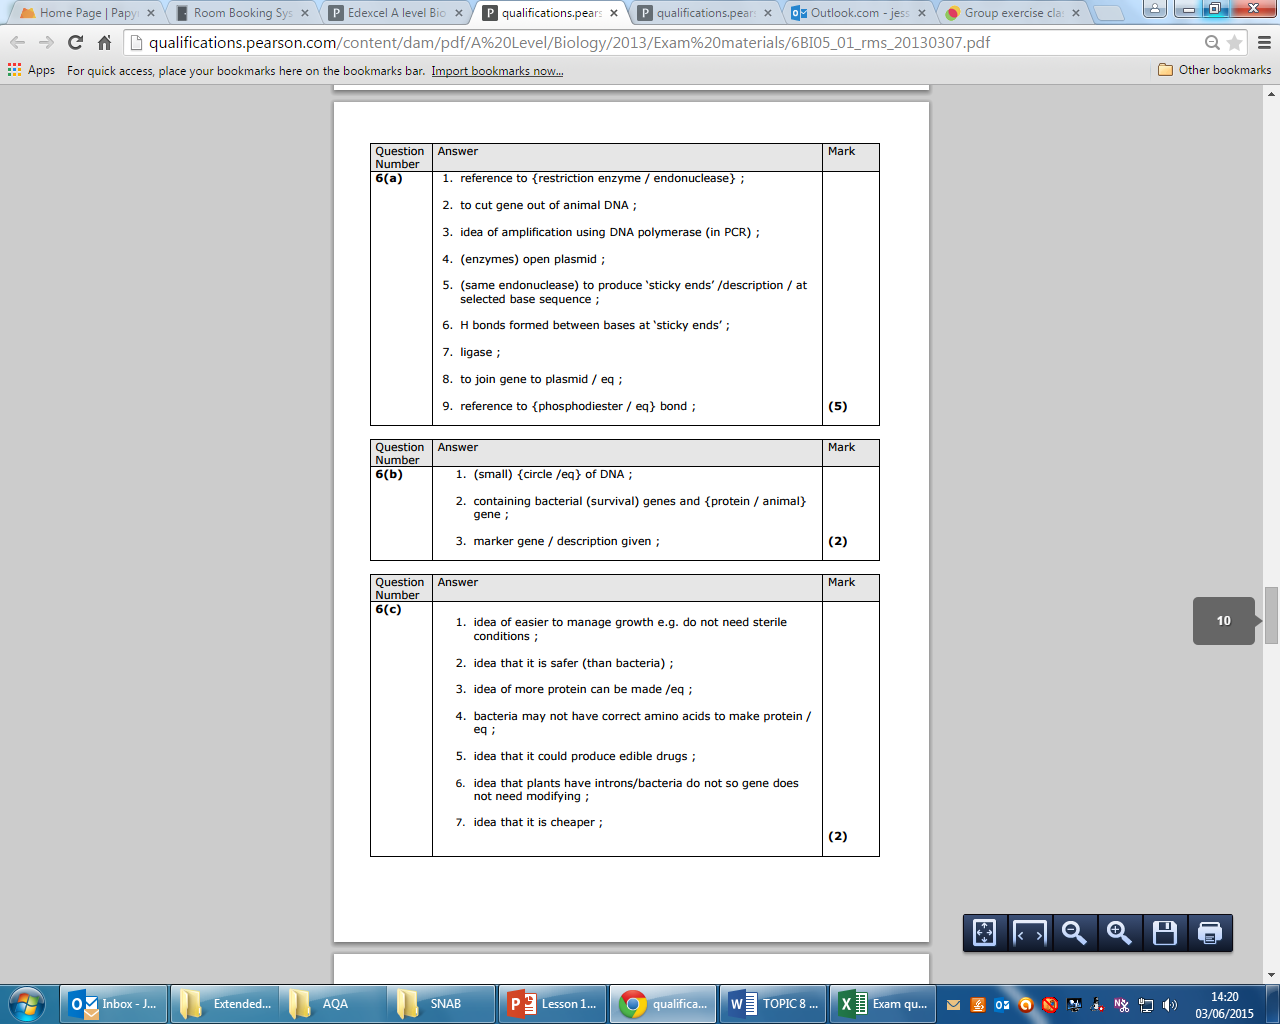 Home Page | Papy
Room Booking Sys
Edexcel A level Bio
qualifications.pears
qualifications.pears
Outlook.com - jess
Group exercise clas
qualifications.pearson.com/content/dam/pdf/A%20Level/Biology/2013/Exam%20materials/6BI05_01_rms_20130307.pdf
Apps For quick access, place your bookmarks here on the bookmarks bar. Import bookmarks now... Other bookmarks
Question Number Answer Mark
6(a)
1. reference to {restriction enzyme / endonuclease} ;
2. to cut gene out of animal DNA ;
3. idea of amplification using DNA polymerase (in PCR) ;
4. (enzymes) open plasmid ;
5. (same endonuclease) to produce ‘sticky ends’ /description / at
selected base sequence ;
6. H bonds formed between bases at ‘sticky ends’ ;
7. ligase ;
8. to join gene to plasmid / eq ;
9. reference to {phosphodiester / eq} bond ;
(5)
Question Number Answer Mark
6(b)
1. (small) {circle /eq} of DNA ;
2. containing bacterial (survival) genes and {protein / animal}
gene ;
3. marker gene / description given ;
(2)
Question Number Answer Mark
6(c)
1. idea of easier to manage growth e.g. do not need sterile
conditions ;
2. idea that it is safer (than bacteria) ;
3. idea of more protein can be made /eq ;
4. bacteria may not have correct amino acids to make protein /
eq ;
5. idea that it could produce edible drugs ;
6. idea that plants have introns/bacteria do not so gene does
not need modifying ;
7. idea that it is cheaper ;
(2)
10
Inbox - J...
Extended...
AQA
SNAB
Lesson 1...
qualifica...
TOPIC 8 ...
Exam qu...
14:20
03/06/2015